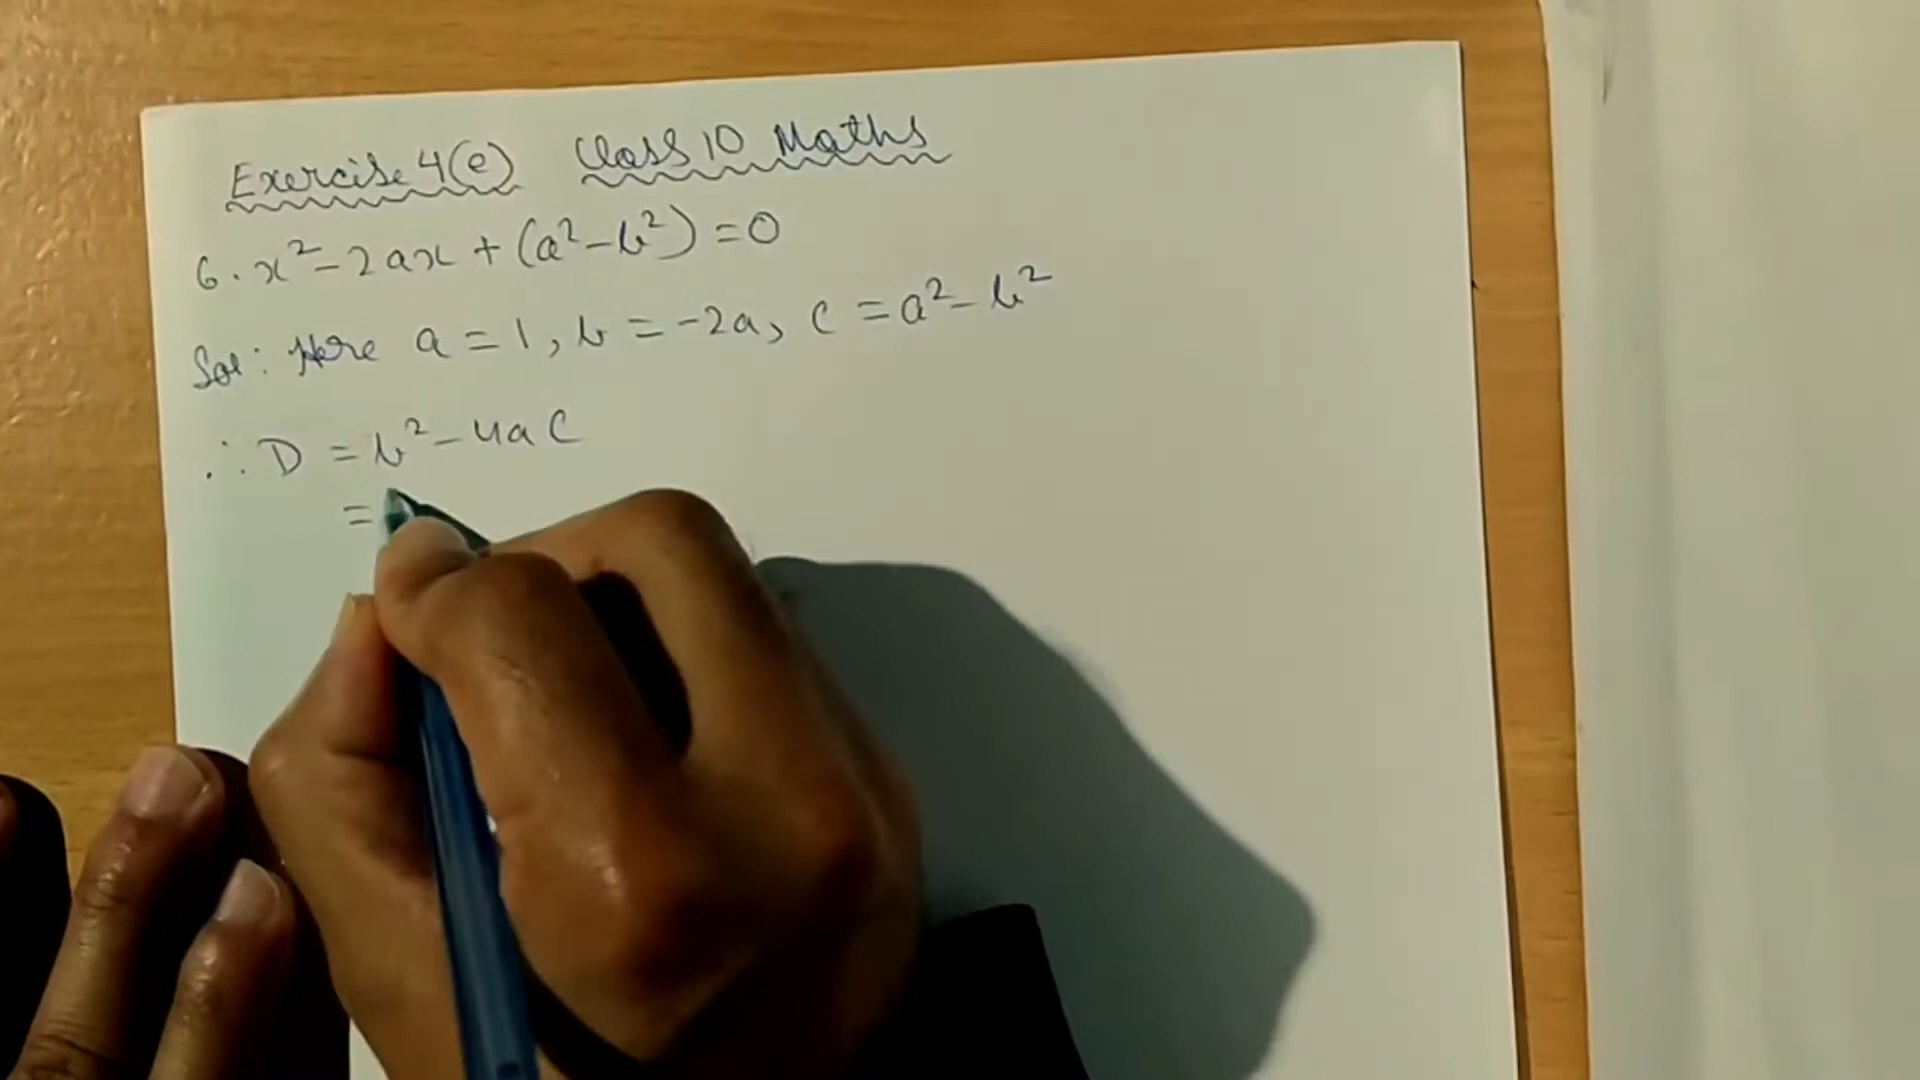 Exercise 4(e) Class 10 Maths
6. x² - 2ax + (a² - b²) = 0
Sol: Here a = 1, b = -2a, c = a² - b²
∴ D = b² - 4ac
=